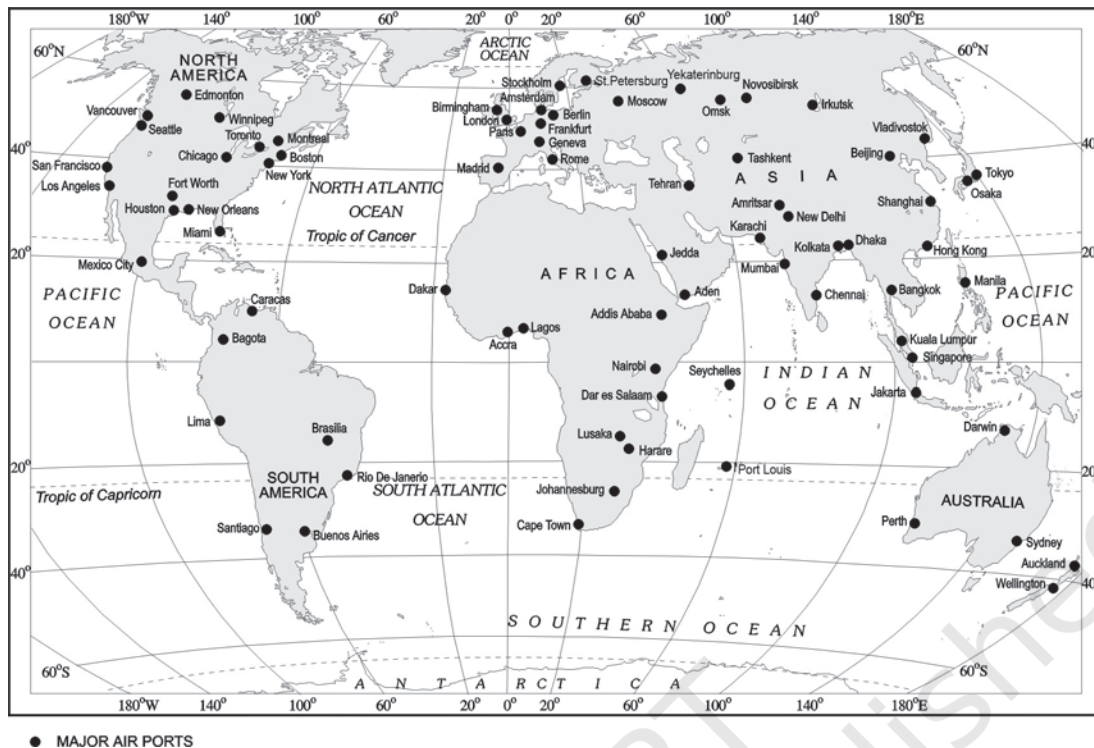 180°W 140° 100° 60° 20° 0° 20° 60° 100° 140° 180°E
60°N
ARCTIC
OCEAN
60°N
NORTH
AMERICA
Edmonton
Stockholm
St.Petersburg
Yekaterinburg
Novosibirsk
Vancouver
Seattle
Winnipeg
Birmingham
Amsterdam
London
Berlin
Moscow
Omsk
Irkutsk
Toronto
Montreal
Paris
Frankfurt
Vladivostok
40°
Chicago
Boston
Geneva
40°
San Francisco
New York
Madrid
Rome
Tashkent
Beijing
Los Angeles
Fort Worth
NORTH ATLANTIC
OCEAN
Tehran
ASIA
Tokyo
Osaka
Houston
New Orleans
Amritsar
New Delhi
Shanghai
Miami
Tropic of Cancer
Karachi
Kolkata
Dhaka
Hong Kong
20°
Mexico City
Jedda
Mumbai
20°
PACIFIC
OCEAN
Caracas
Dakar
AFRICA
Aden
Chennai
Bangkok
Manila
PACIFIC
OCEAN
Bagota
Accra
Lagos
Addis Ababa
Kuala Lumpur
Singapore
Nairobi
Seychelles
INDIAN
OCEAN
Dar es Salaam
Jakarta
Lima
Brasilia
Lusaka
Harare
Darwin
20°
SOUTH
AMERICA
Rio De Janerio
Port Louis
20°
Tropic of Capricorn
SOUTH ATLANTIC
OCEAN
Johannesburg
AUSTRALIA
Santiago
Buenos Airies
Cape Town
Perth
Sydney
Auckland
40°
Wellington
40
SOUTHERN OCEAN
60°S
60°S
ANTARCTICA
180°W 140° 100° 60° 20° 0° 20° 60° 100° 140° 180°E
MAJOR AIR PORTS